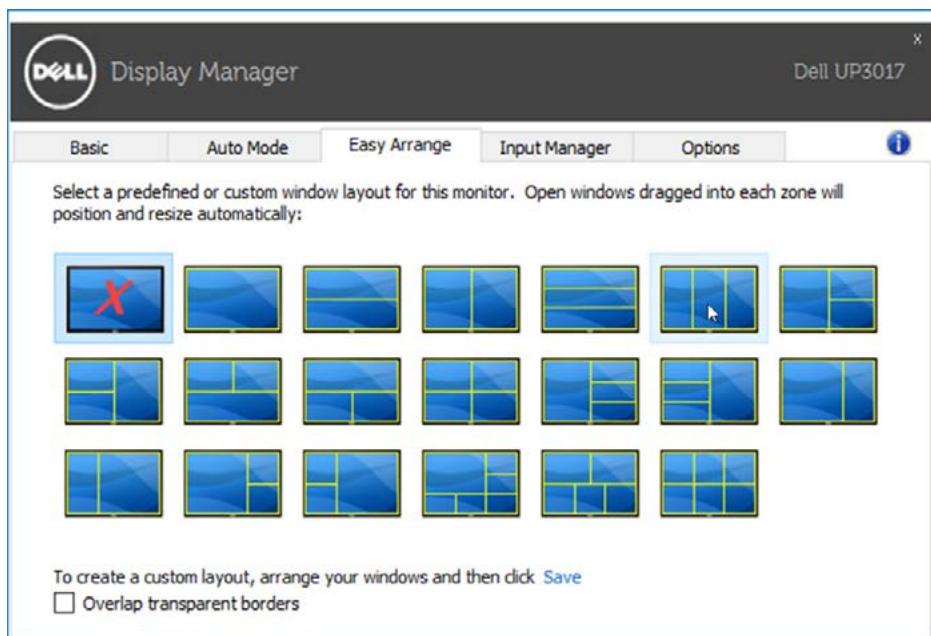 DELL Display Manager
x
Dell UP3017
Basic Auto Mode Easy Arrange Input Manager Options
Select a predefined or custom window layout for this monitor. Open windows dragged into each zone will
position and resize automatically:
X
To create a custom layout, arrange your windows and then click Save
Overlap transparent borders